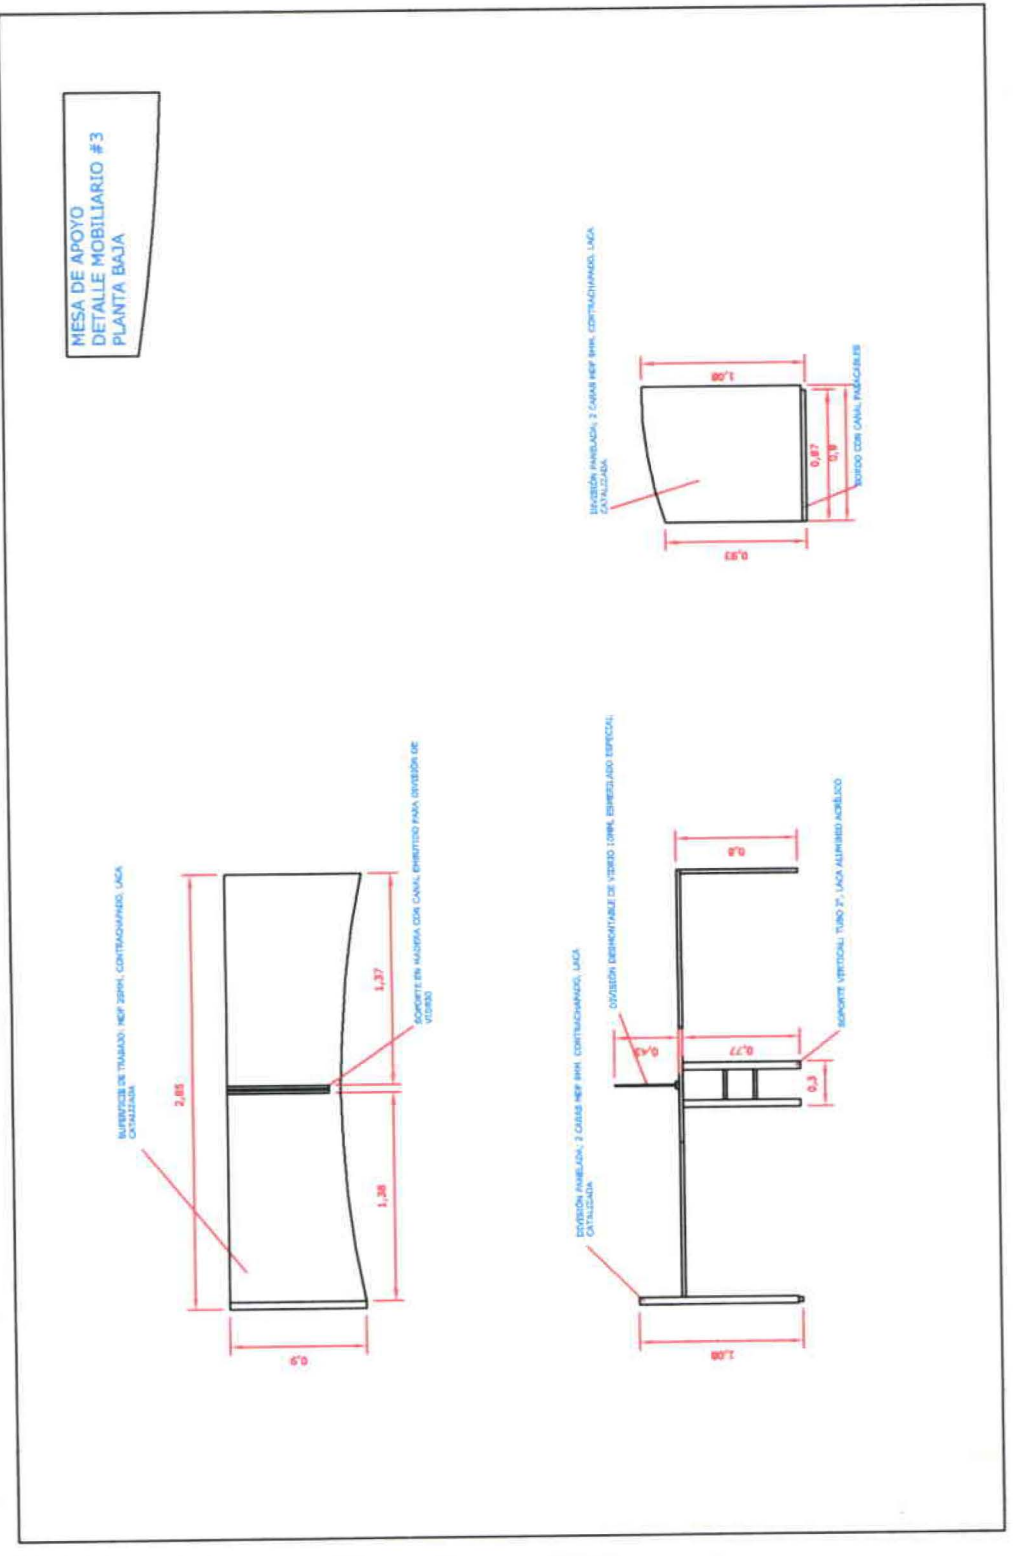 MESA DE APOYO
DETALLE MOBILIARIO #3
PLANTA BAJA
SUPERFICIE DE TRABAJO: MDF 25MM, CONTRACHAPADO, LACA
CATALIZADA
2,85
0,9
1,38
1,37
SOPORTE EN MADERA CON CANAL EMBUTIDO PARA DIVISIÓN DE
VIDRIO
DIVISIÓN PANELADA; 2 CARAS MDF 9MM, CONTRACHAPADO, LACA
CATALIZADA
1,08
DIVISIÓN DESMONTABLE DE VIDRIO 10MM, ESMERILADO ESPECIAL
0,43
0,77
0,3
0,8
SOPORTE VERTICAL: TUBO 2", LACA ALUMINIO ACRÍLICO
DIVISIÓN PANELADA; 2 CARAS MDF 9MM, CONTRACHAPADO, LACA
CATALIZADA
0,93
1,08
0,87
0,9
BORDO CON CANAL PASACABLES